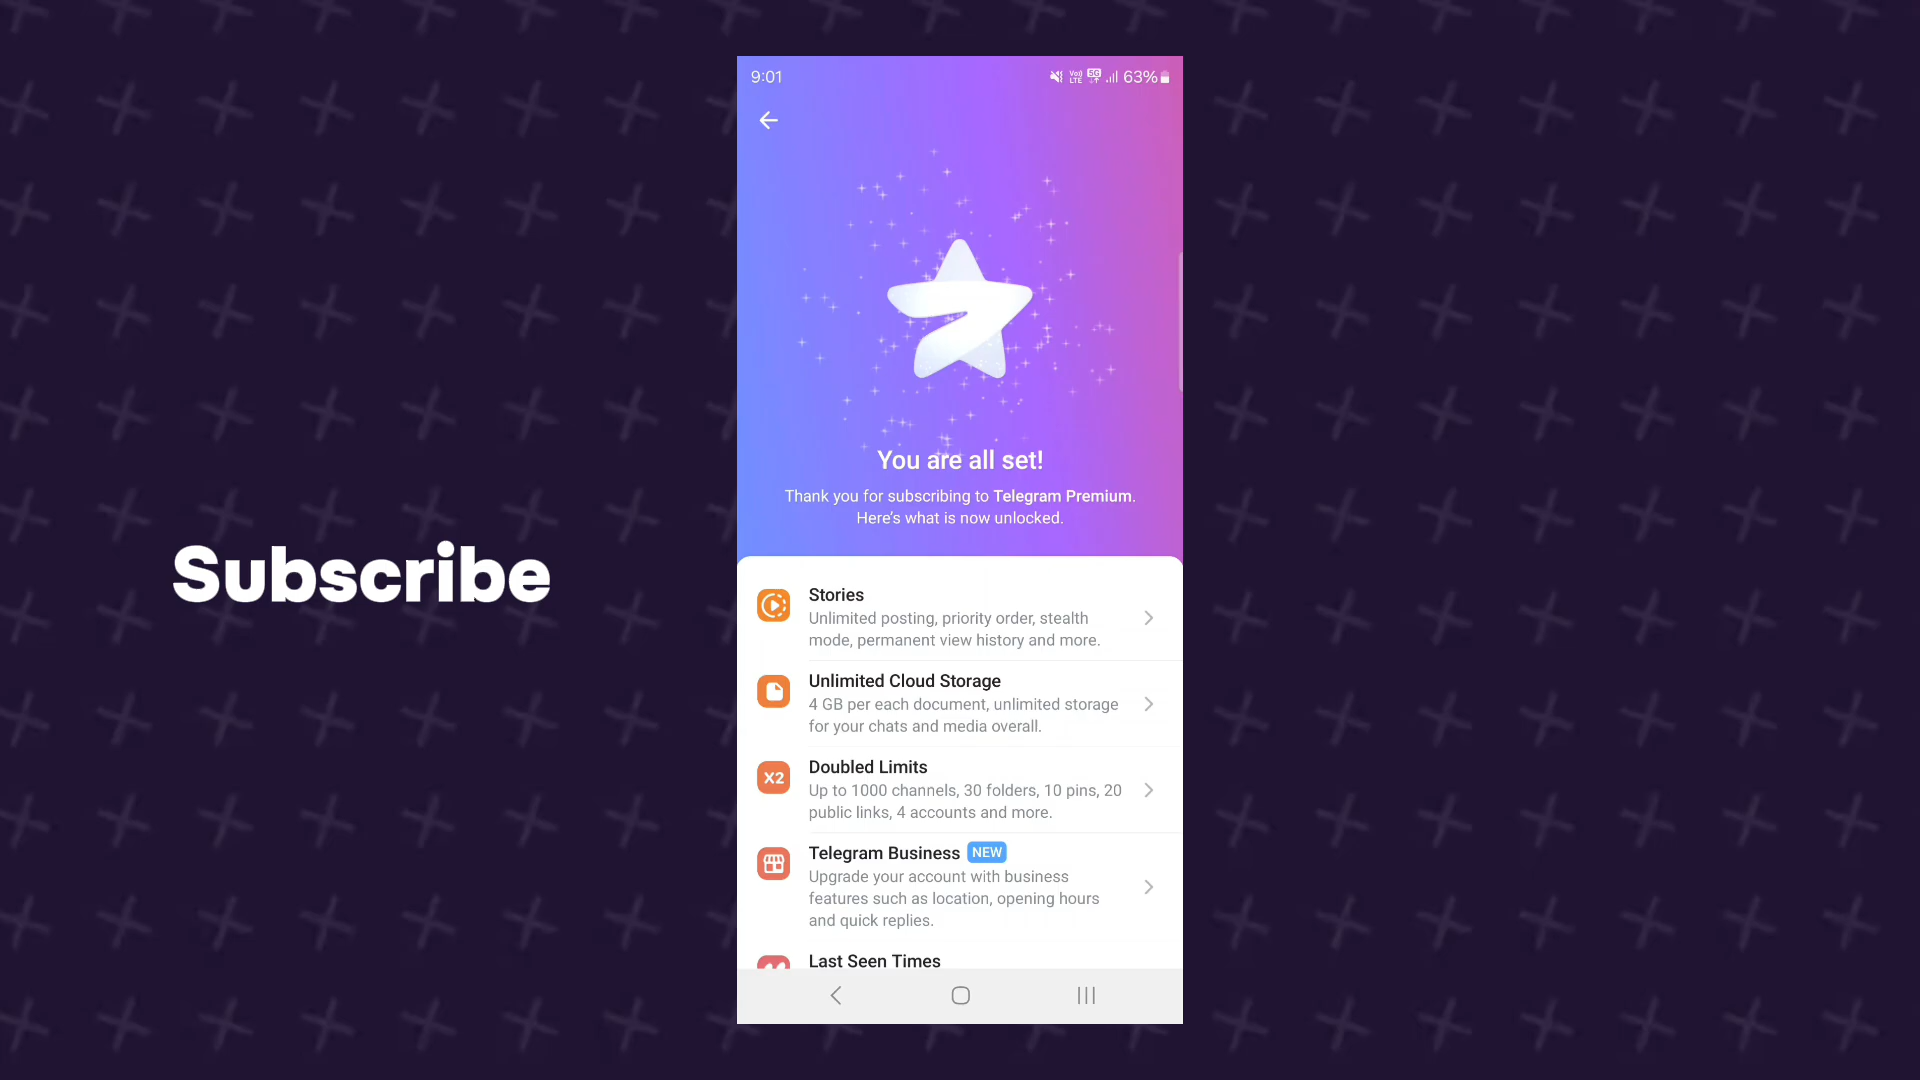 9:01
Vo))
LTE
5G
63%
You are all set!
Thank you for subscribing to Telegram Premium.
Here's what is now unlocked.
Subscribe
Stories
Unlimited posting, priority order, stealth
mode, permanent view history and more.
Unlimited Cloud Storage
4 GB per each document, unlimited storage
for your chats and media overall.
X2
Doubled Limits
Up to 1000 channels, 30 folders, 10 pins, 20
public links, 4 accounts and more.
Telegram Business NEW
Upgrade your account with business
features such as location, opening hours
and quick replies.
Last Seen Times